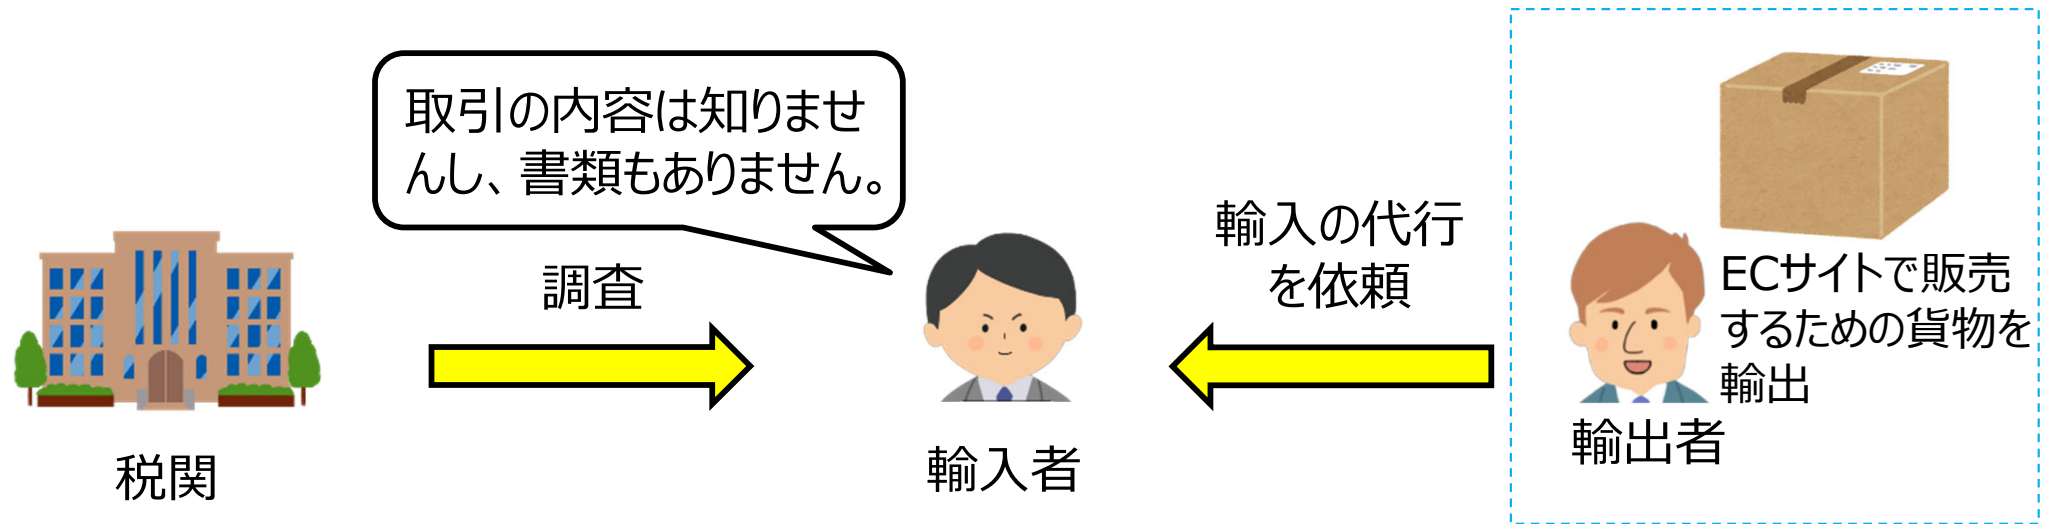 取引の内容は知りませ
んし、書類もありません。
調査
税関
輸入者
輸入の代行
を依頼
ECサイトで販売
するための貨物を
輸出
輸出者